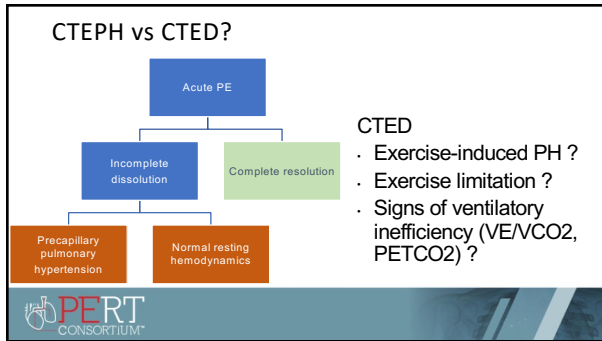 CTEPH vs CTED?
Acute PE
Incomplete
dissolution
Complete resolution
Precapillary
pulmonary
hypertension
Normal resting
hemodynamics
CTED
· Exercise-induced PH ?
· Exercise limitation ?
· Signs of ventilatory
inefficiency (VE/VCO2,
PETCO2) ?
PERT
CONSORTIUM™